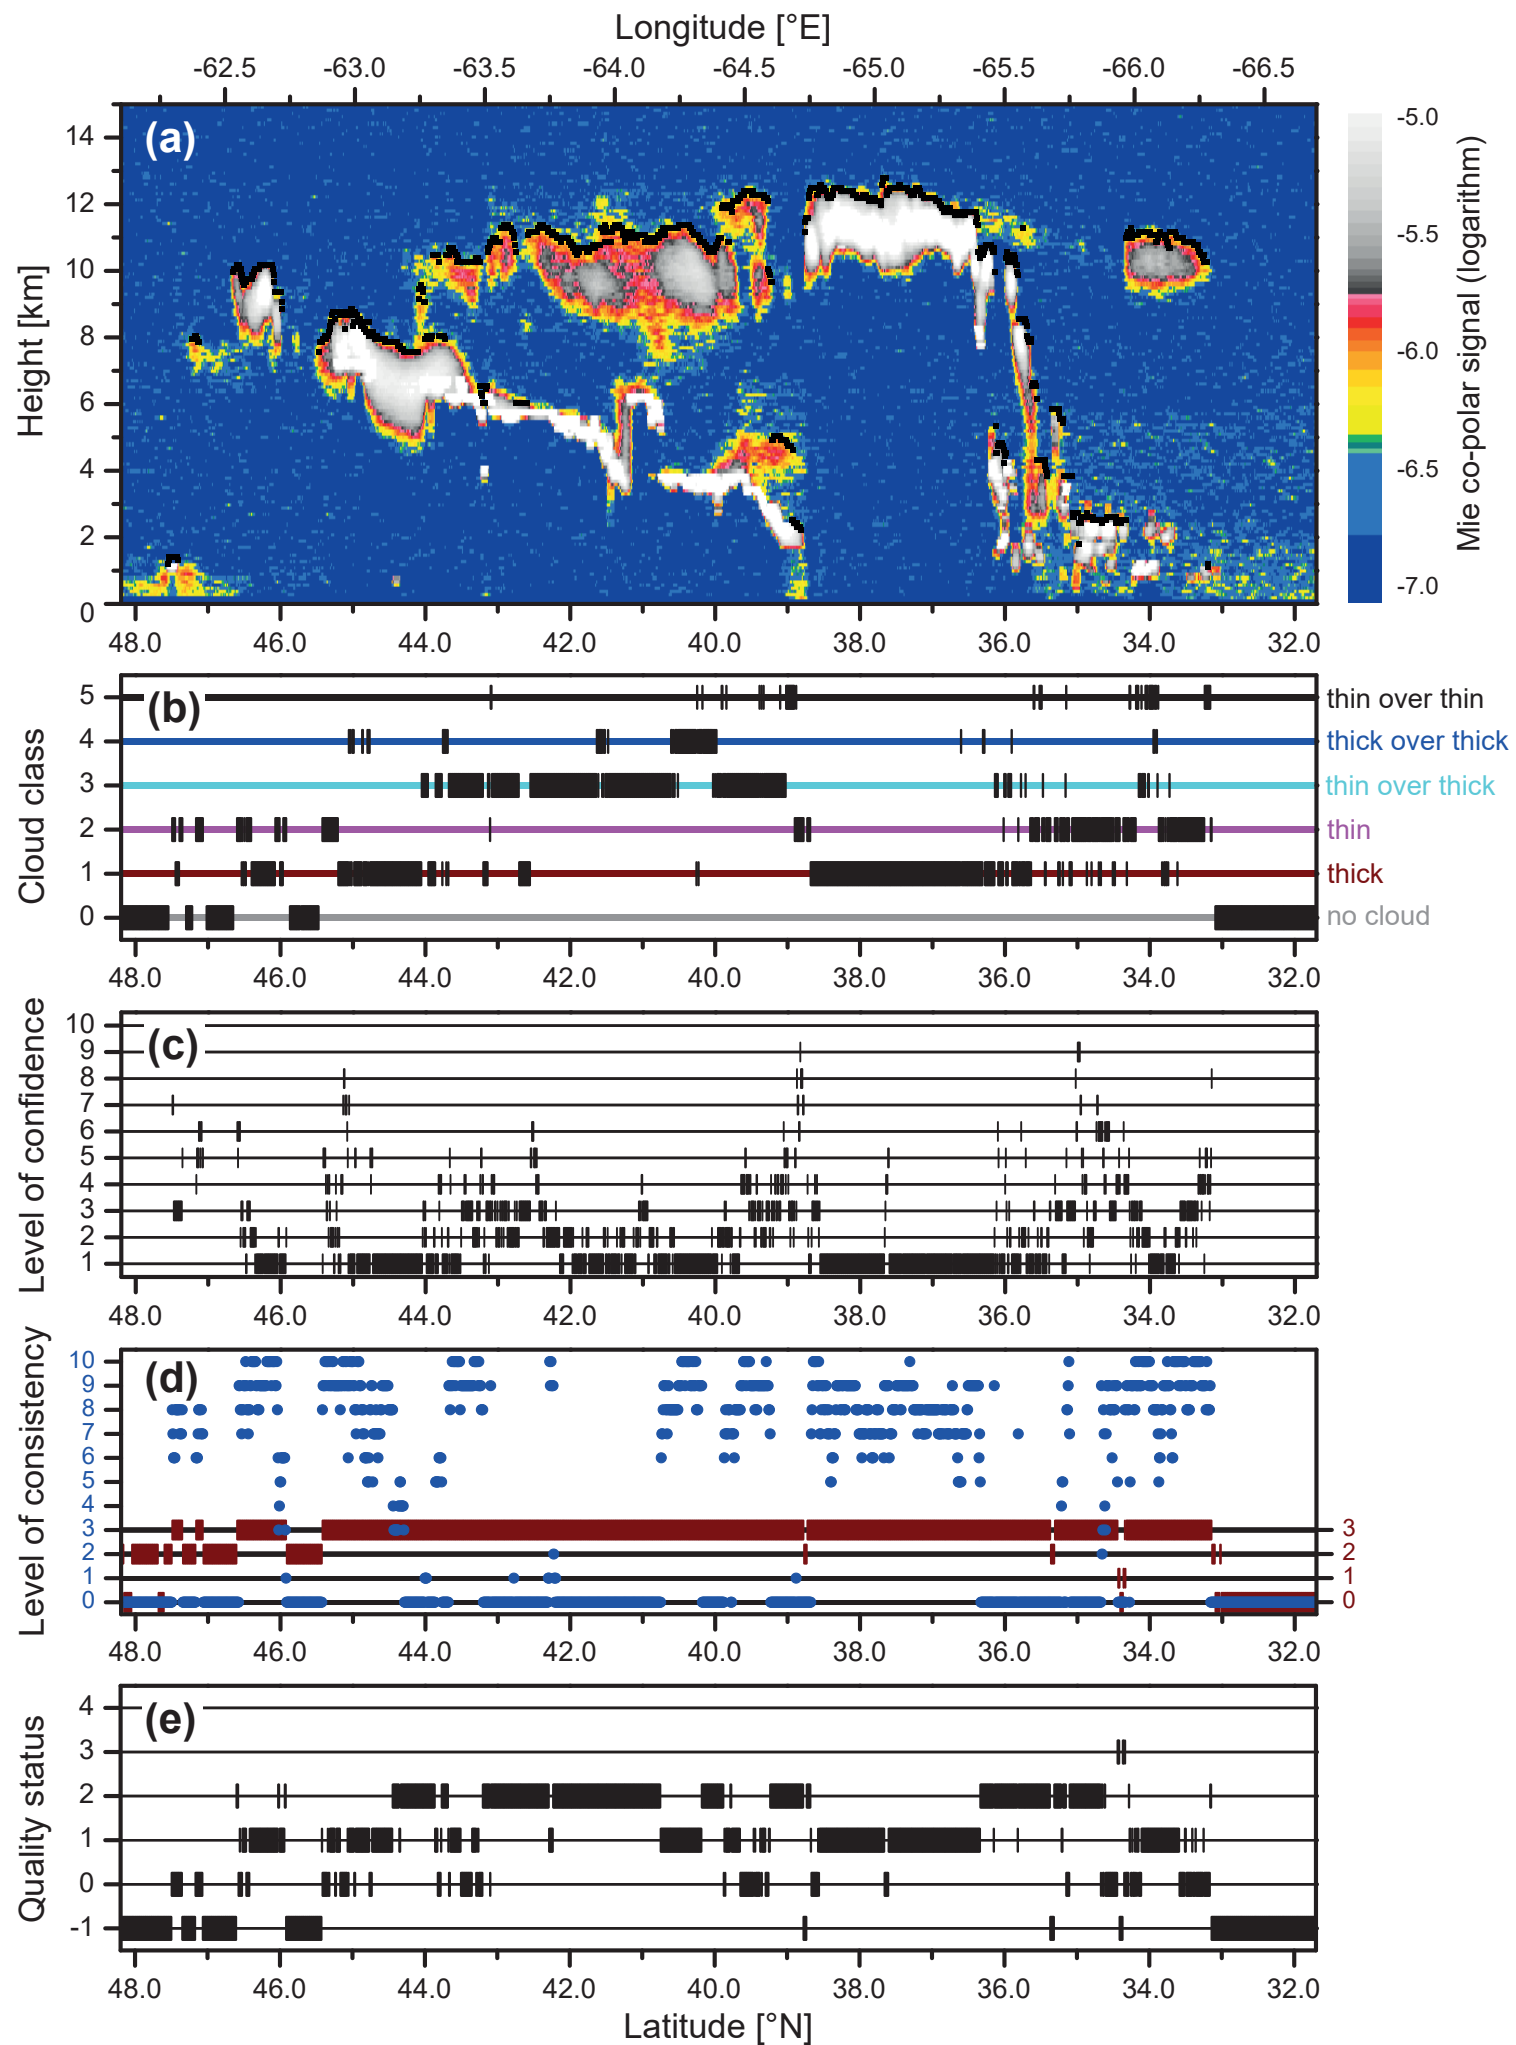 Longitude [°E]
-62.5 -63.0 -63.5 -64.0 -64.5 -65.0 -65.5 -66.0 -66.5
(a)
Height [km]
14
12
10
8
6
4
2
0
48.0 46.0 44.0 42.0 40.0 38.0 36.0 34.0 32.0
-5.0
-5.5
-6.0
-6.5
-7.0
Mie co-polar signal (logarithm)
(b)
Cloud class
5 thin over thin
4 thick over thick
3 thin over thick
2 thin
1 thick
0 no cloud
48.0 46.0 44.0 42.0 40.0 38.0 36.0 34.0 32.0
(c)
Level of confidence
10
9
8
7
6
5
4
3
2
1
48.0 46.0 44.0 42.0 40.0 38.0 36.0 34.0 32.0
(d)
Level of consistency
10
9
8
7
6
5
4
3 3
2 2
1 1
0 0
48.0 46.0 44.0 42.0 40.0 38.0 36.0 34.0 32.0
(e)
Quality status
4
3
2
1
0
-1
48.0 46.0 44.0 42.0 40.0 38.0 36.0 34.0 32.0
Latitude [°N]